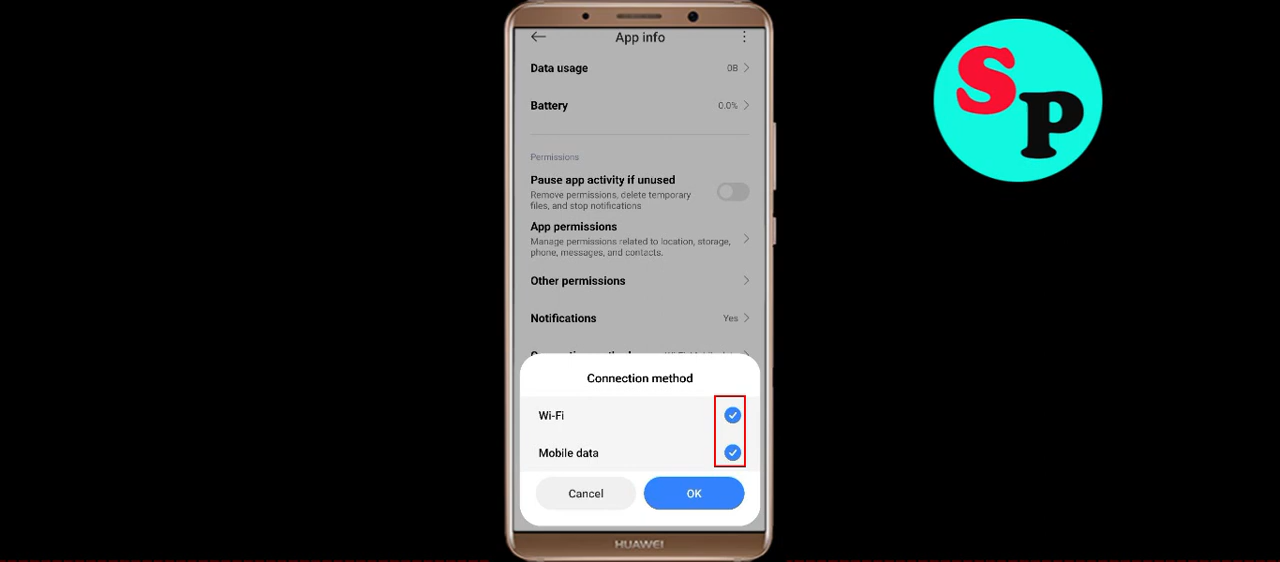 App info
Data usage
0B
Battery
0.0%
Permissions
Pause app activity if unused
Remove permissions, delete temporary
files, and stop notifications
App permissions
Manage permissions related to location, storage,
phone, messages, and contacts.
Other permissions
Notifications
Yes
Connection method
Wi-Fi
Mobile data
Cancel
OK
HUAWEI
SP